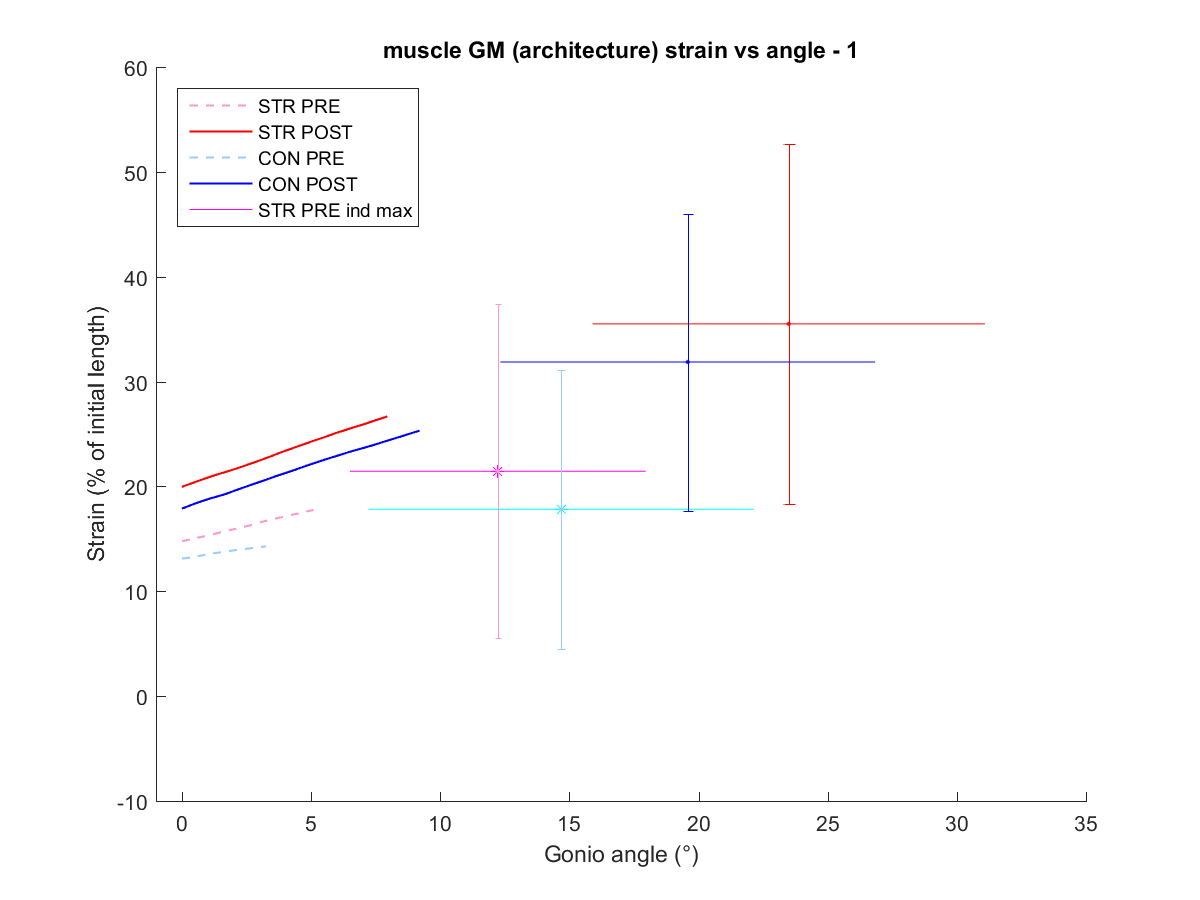 muscle GM (architecture) strain vs angle - 1
60
50
40
30
20
10
0
-10
Strain (% of initial length)
STR PRE
STR POST
CON PRE
CON POST
STR PRE ind max
0 5 10 15 20 25 30 35
Gonio angle (°)